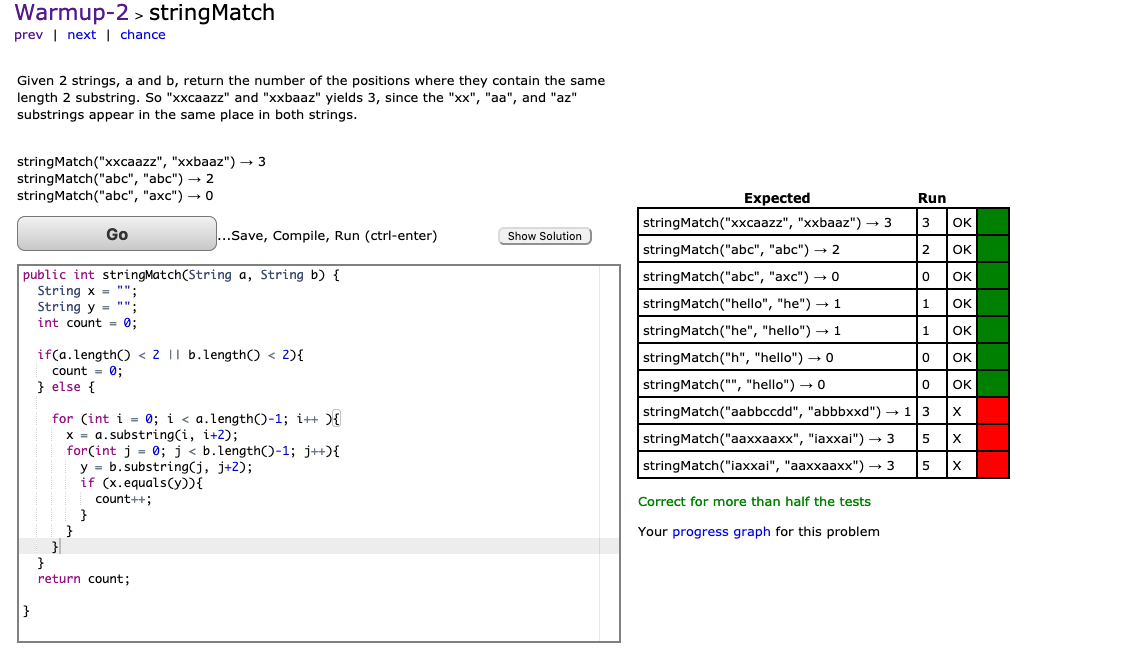 Warmup-2 > stringMatch
prev | next | chance
Given 2 strings, a and b, return the number of the positions where they contain the same
length 2 substring. So "xxcaazz" and "xxbaaz" yields 3, since the "xx", "aa", and "az"
substrings appear in the same place in both strings.
stringMatch("xxcaazz", "xxbaaz") → 3
stringMatch("abc", "abc") → 2
stringMatch("abc", "axc") → 0
Go ...Save, Compile, Run (ctrl-enter) Show Solution
public int stringMatch(String a, String b) {
  String x = "";
  String y = "";
  int count = 0;
  if(a.length() < 2 || b.length() < 2){
    count = 0;
  } else {
    for (int i = 0; i < a.length()-1; i++ ){
      x = a.substring(i, i+2);
      for(int j = 0; j < b.length()-1; j++){
        y = b.substring(j, j+2);
        if (x.equals(y)){
          count++;
        }
      }
    }
  }
  return count;
}
Expected Run
stringMatch("xxcaazz", "xxbaaz") → 3 3 OK
stringMatch("abc", "abc") → 2 2 OK
stringMatch("abc", "axc") → 0 0 OK
stringMatch("hello", "he") → 1 1 OK
stringMatch("he", "hello") → 1 1 OK
stringMatch("h", "hello") → 0 0 OK
stringMatch("", "hello") → 0 0 OK
stringMatch("aabbccdd", "abbbxxd") → 1 3 X
stringMatch("aaxxaaxx", "iaxxai") → 3 5 X
stringMatch("iaxxai", "aaxxaaxx") → 3 5 X
Correct for more than half the tests
Your progress graph for this problem